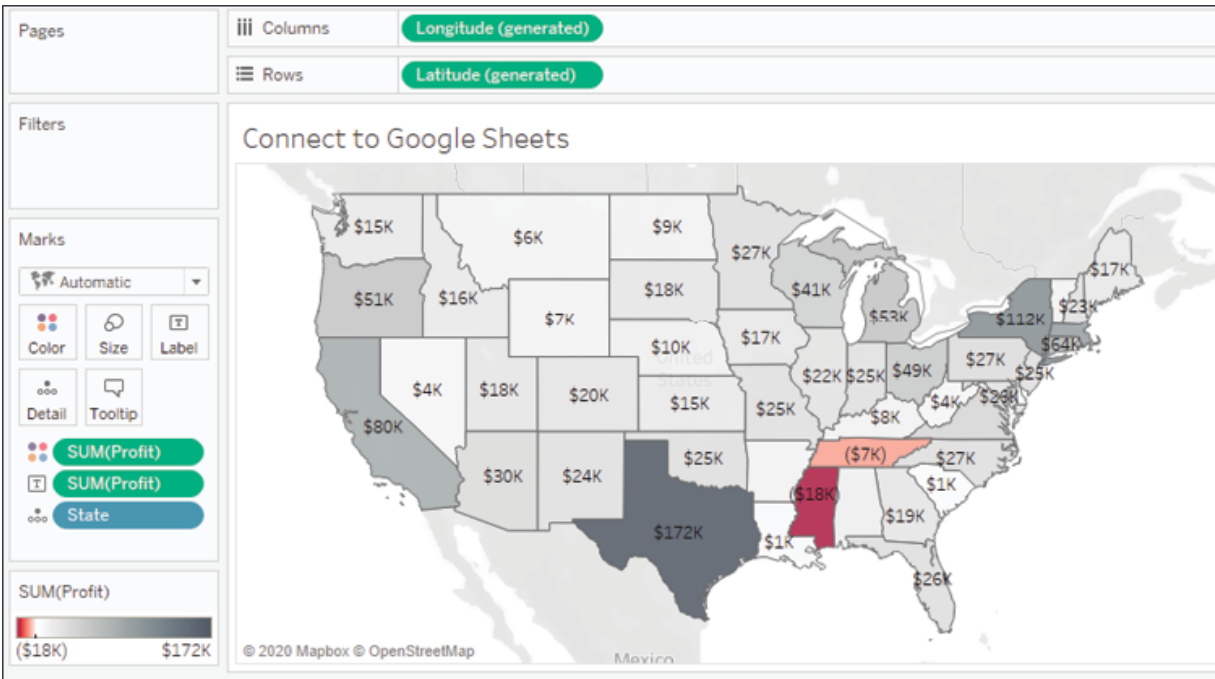 Pages
Columns
Longitude (generated)
Rows
Latitude (generated)
Filters
Connect to Google Sheets
Marks
Automatic
Color
Size
Label
Detail
Tooltip
SUM(Profit)
SUM(Profit)
State
SUM(Profit)
($18K)
$172K
$15K
$6K
$9K
$27K
$17K
$51K
$16K
$18K
$41K
$53K
$23K
$7K
$112K
$10K
$17K
$64K
United
States
$27K
$4K
$18K
$20K
$15K
$25K
$22K
$25K
$49K
$25K
$4K
$80K
$8K
$30K
$24K
$25K
($7K)
$27K
$172K
($18K)
$1K
$19K
$1K
$26K
© 2020 Mapbox © OpenStreetMap
Mexico